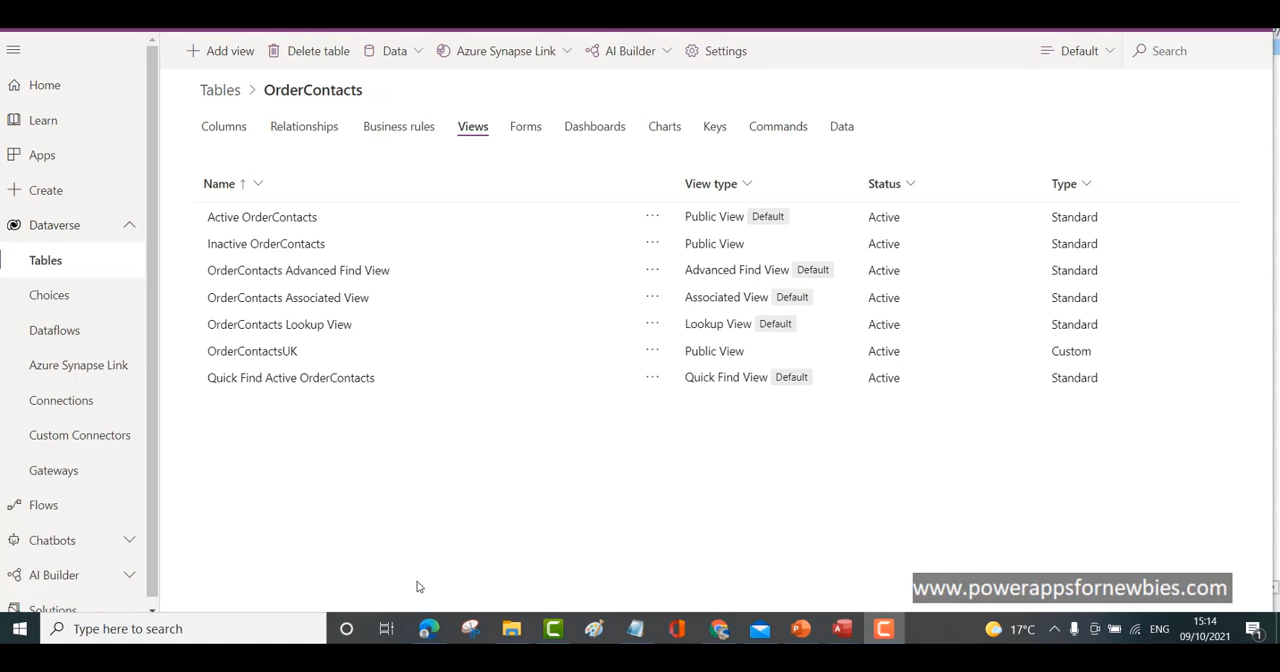 Add view Delete table Data Azure Synapse Link AI Builder Settings Default Search
Home
Learn
Apps
Create
Dataverse
Tables
Choices
Dataflows
Azure Synapse Link
Connections
Custom Connectors
Gateways
Flows
Chatbots
AI Builder
Solutions
Tables > OrderContacts
Columns Relationships Business rules Views Forms Dashboards Charts Keys Commands Data
Name ↑ View type Status Type
Active OrderContacts ... Public View Default Active Standard
Inactive OrderContacts ... Public View Active Standard
OrderContacts Advanced Find View ... Advanced Find View Default Active Standard
OrderContacts Associated View ... Associated View Default Active Standard
OrderContacts Lookup View ... Lookup View Default Active Standard
OrderContactsUK ... Public View Active Custom
Quick Find Active OrderContacts ... Quick Find View Default Active Standard
www.powerappsfornewbies.com
Type here to search 17°C ENG 15:14
09/10/2021 1